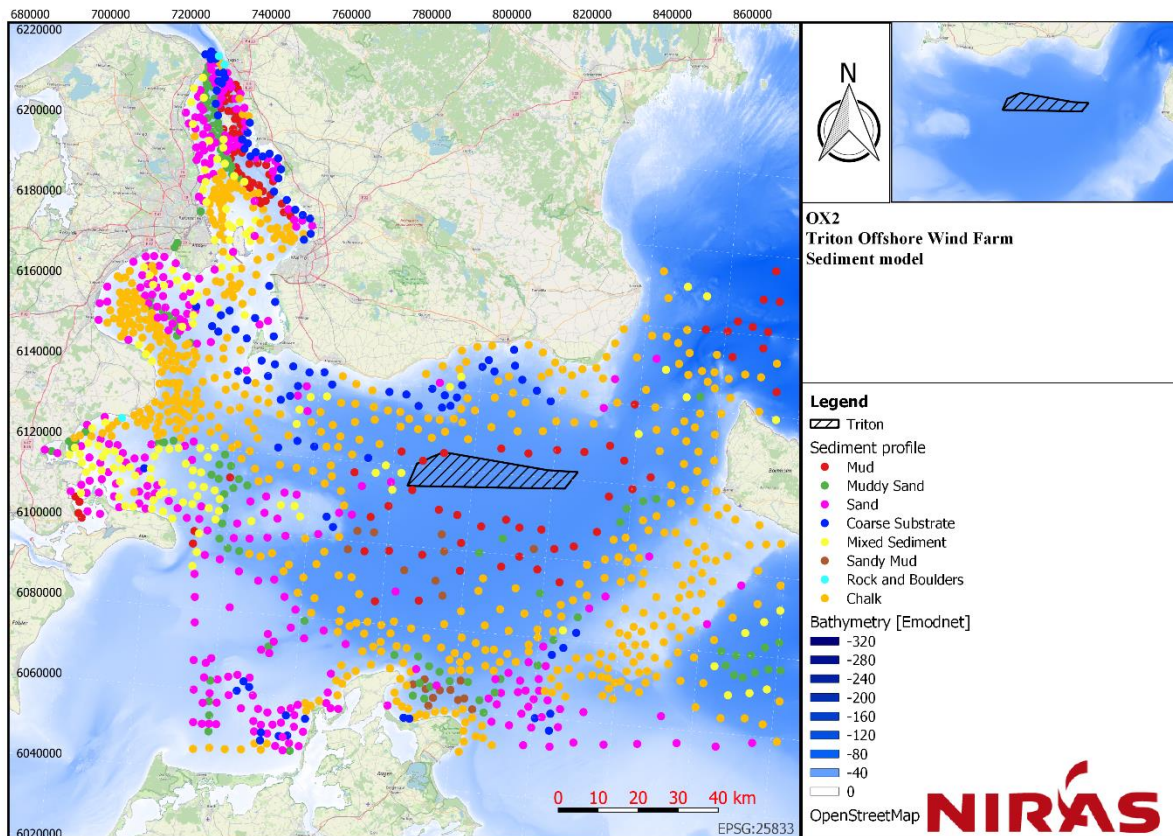 700000 720000 740000 760000 780000 800000 820000 840000 860000
6220000
6200000
6180000
6160000
6140000
6120000
6100000
6080000
6060000
6040000
6020000
680000
0 10 20 30 40 km
EPSG:25833
N
OX2
Triton Offshore Wind Farm
Sediment model
Legend
Triton
Sediment profile
Mud
Muddy Sand
Sand
Coarse Substrate
Mixed Sediment
Sandy Mud
Rock and Boulders
Chalk
Bathymetry [Emodnet]
-320
-280
-240
-200
-160
-120
-80
-40
0
OpenStreetMap
NIRAS